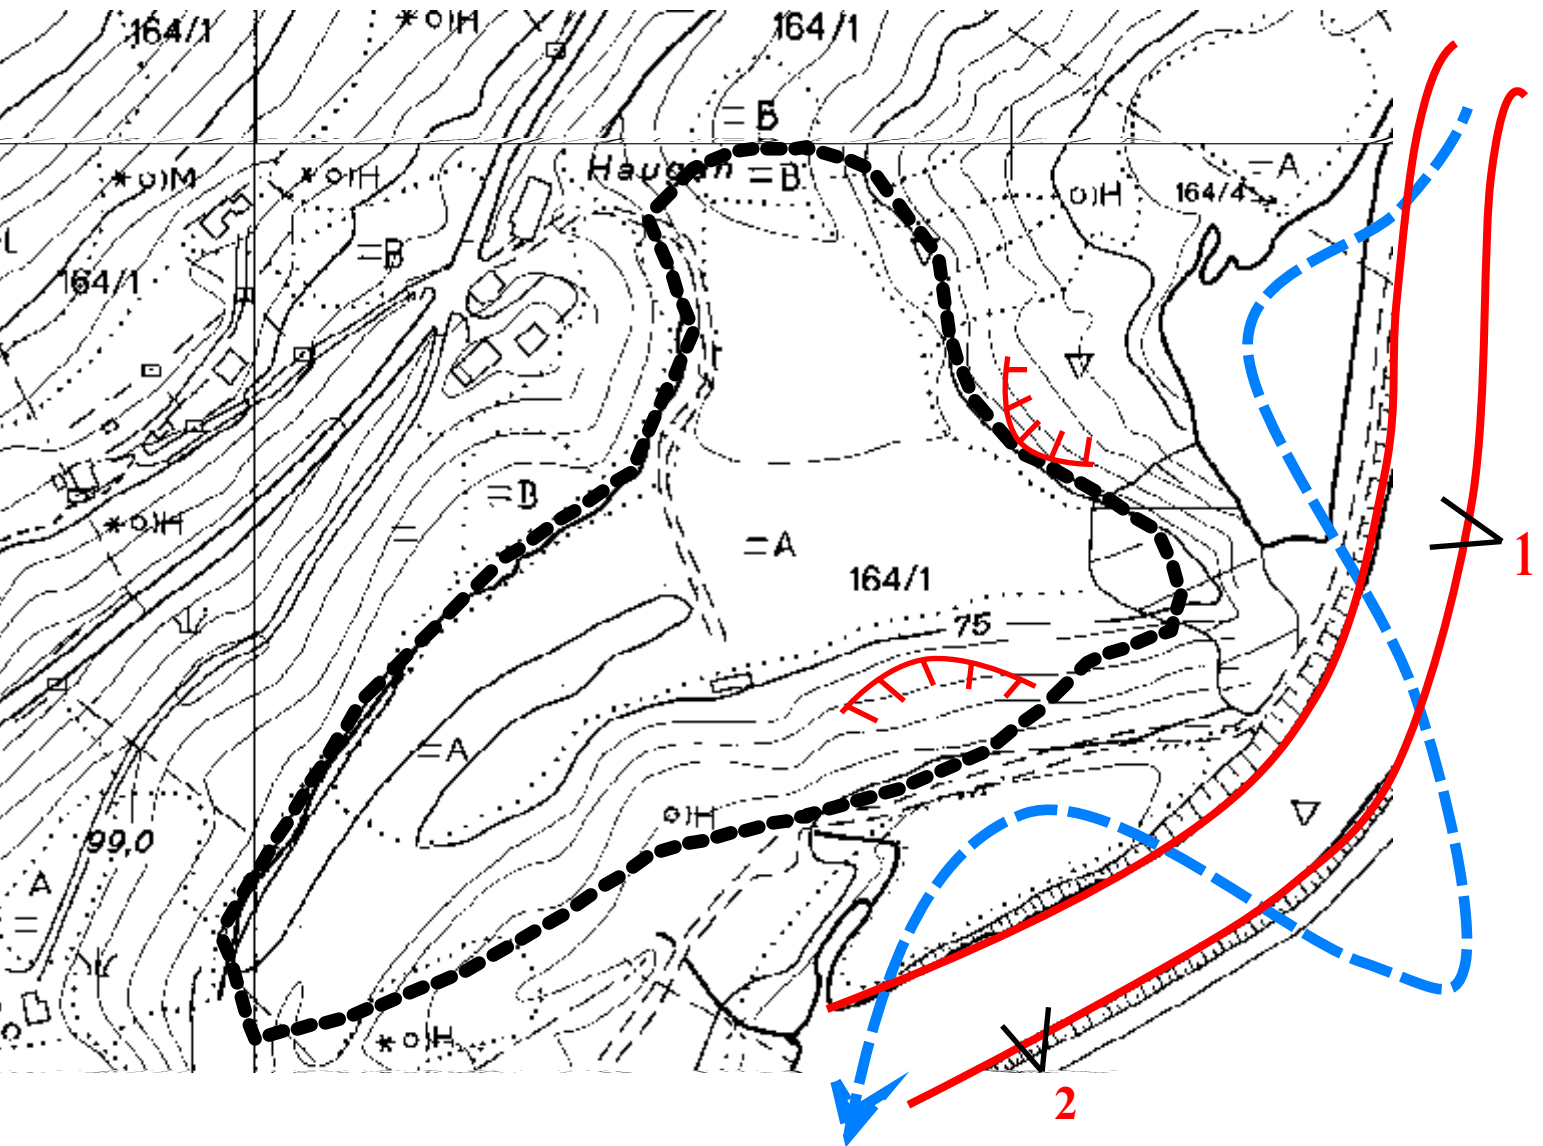 164/1
*o)H
164/1
=B
*o)M
*o)H
Haugan =B
o)H
=A
164/4
L
=B
164/1
=B
*o)H
=
=A
1
164/1
75
=A
o)H
99,0
A
=
*o)H
2